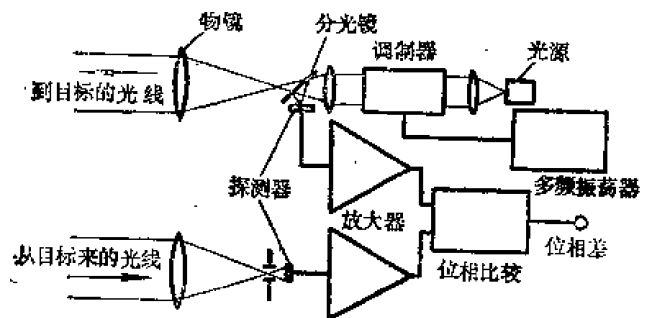 物镜
分光镜
调制器
光源
到目标的光线
探测器
放大器
多频振荡器
从目标来的光线
位相比较
位相差